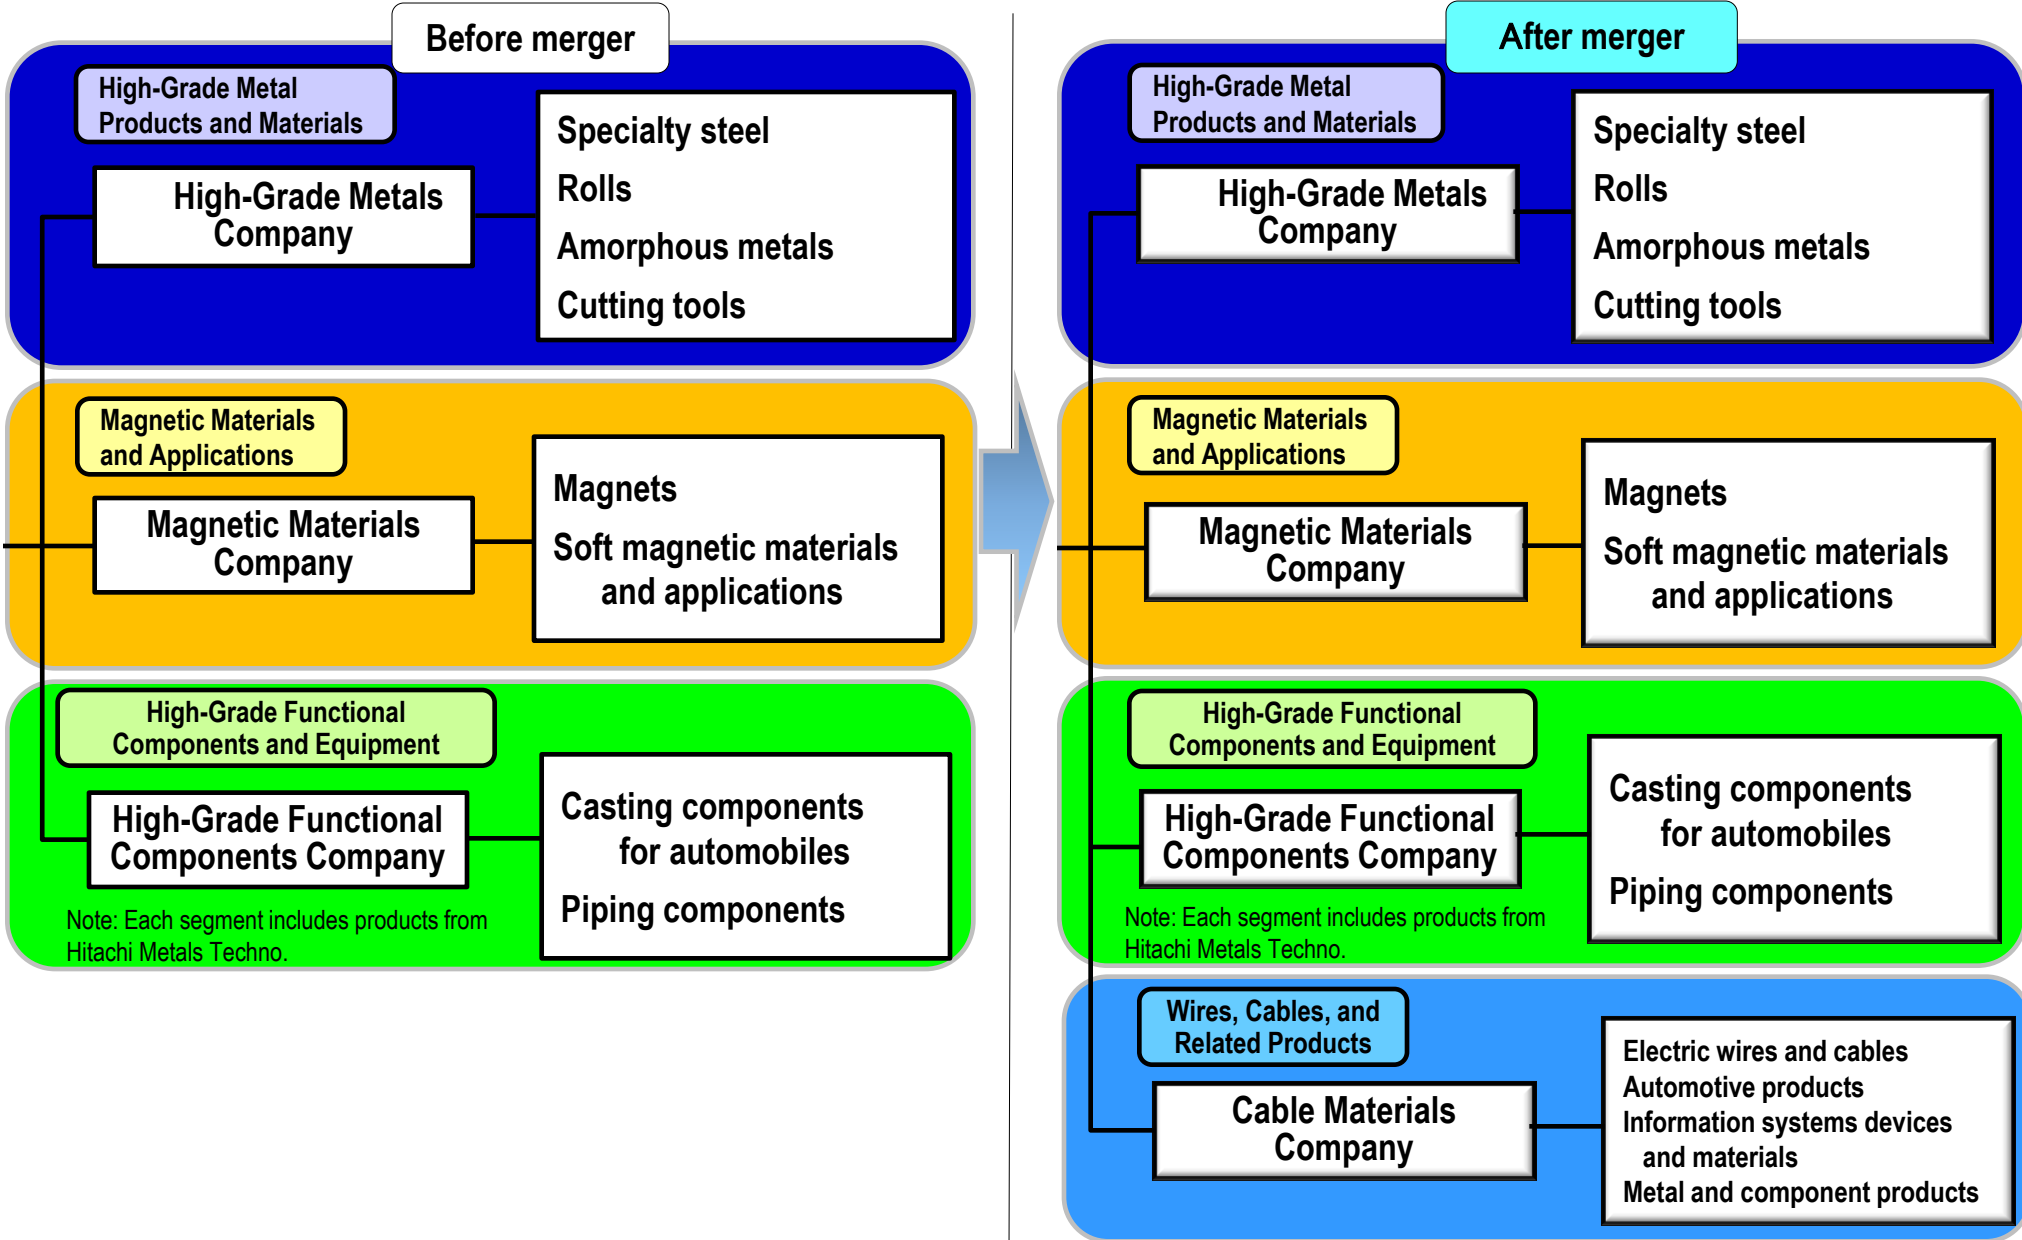 Before merger
High-Grade Metal
Products and Materials
High-Grade Metals
Company
Specialty steel
Rolls
Amorphous metals
Cutting tools
Magnetic Materials
and Applications
Magnetic Materials
Company
Magnets
Soft magnetic materials
and applications
High-Grade Functional
Components and Equipment
High-Grade Functional
Components Company
Casting components
for automobiles
Piping components
Note: Each segment includes products from
Hitachi Metals Techno.
After merger
High-Grade Metal
Products and Materials
High-Grade Metals
Company
Specialty steel
Rolls
Amorphous metals
Cutting tools
Magnetic Materials
and Applications
Magnetic Materials
Company
Magnets
Soft magnetic materials
and applications
High-Grade Functional
Components and Equipment
High-Grade Functional
Components Company
Casting components
for automobiles
Piping components
Note: Each segment includes products from
Hitachi Metals Techno.
Wires, Cables, and
Related Products
Cable Materials
Company
Electric wires and cables
Automotive products
Information systems devices
and materials
Metal and component products